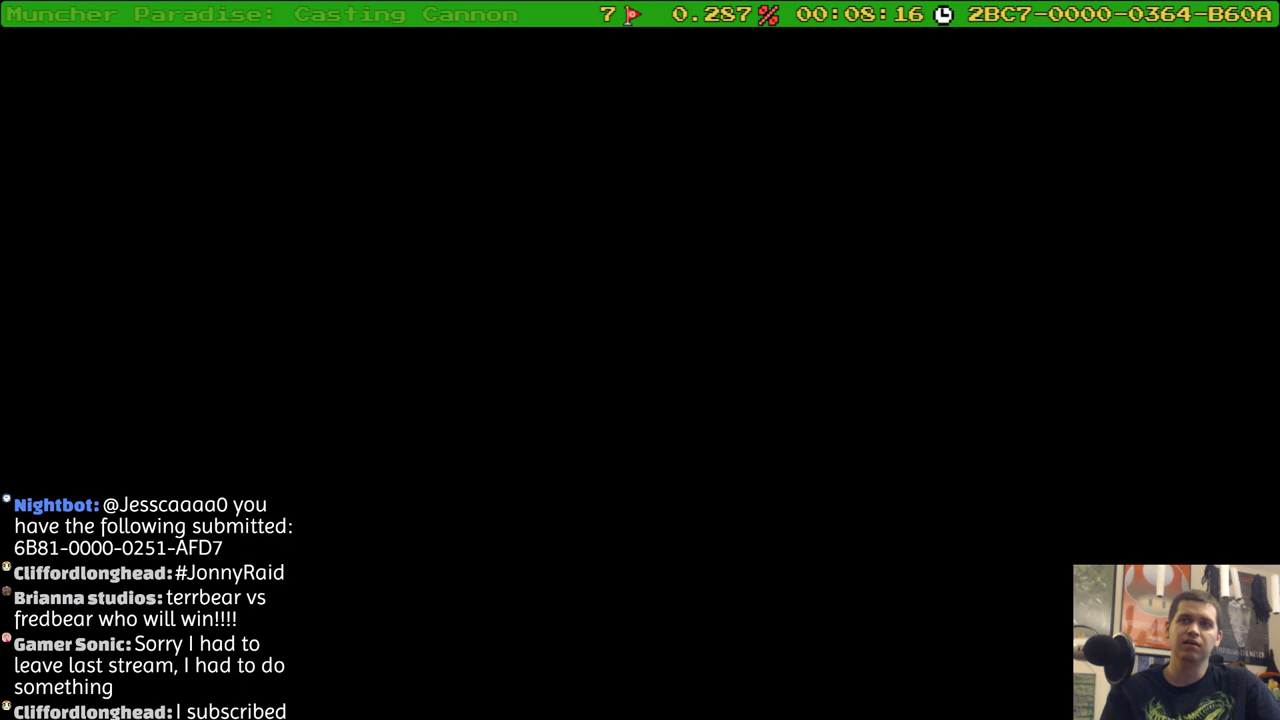 Muncher Paradise: Casting Cannon 7 0.287% 00:08:16 2BC7-0000-0364-B60A
Nightbot: @Jesscaaaa0 you
have the following submitted:
6B81-0000-0251-AFD7
Cliffordlonghead: #JonnyRaid
Brianna studios: terrbear vs
fredbear who will win!!!!
Gamer Sonic: Sorry I had to
leave last stream, I had to do
something
Cliffordlonghead: I subscribed